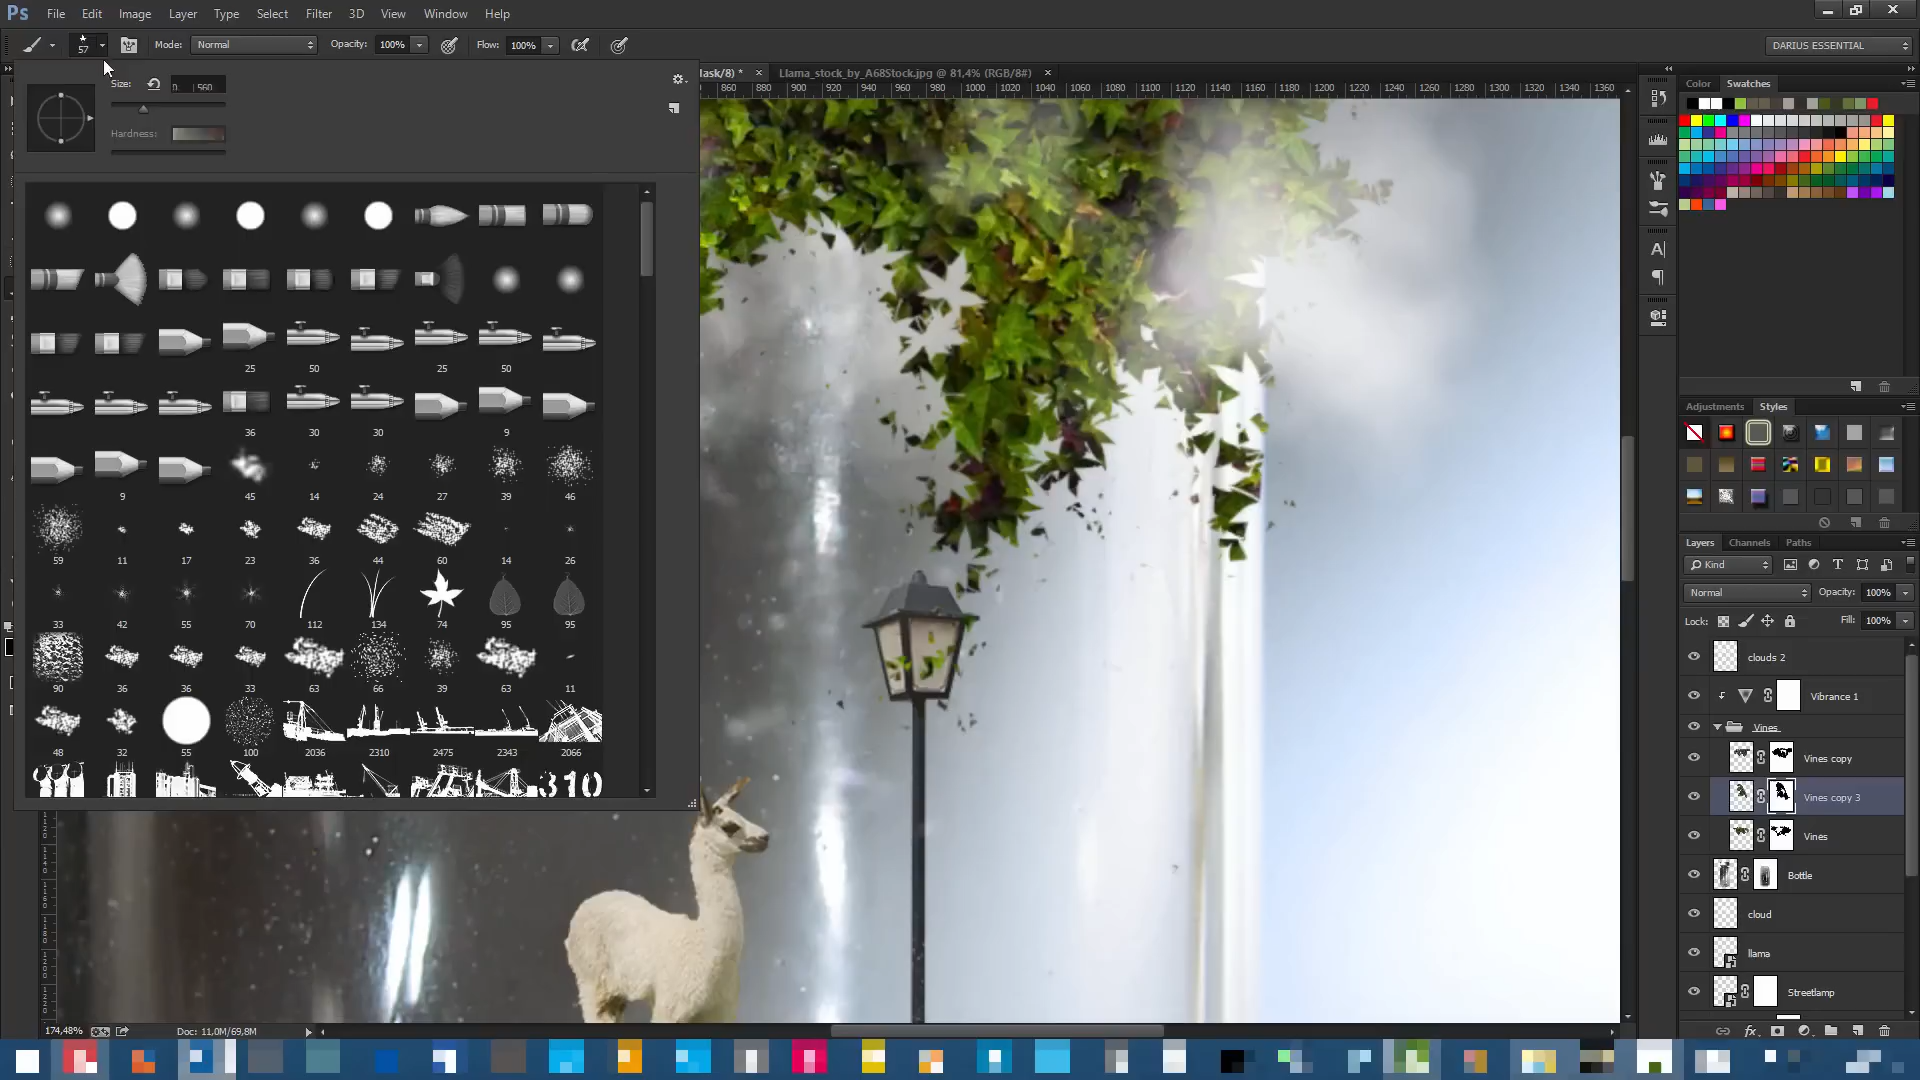 Ps File Edit Image Layer Type Select Filter 3D View Window Help
57 Mode: Normal Opacity: 100% Flow: 100% DARIUS ESSENTIAL
Mask/8) * × Llama_stock_by_A68Stock.jpg @ 81,4% (RGB/8#) ×
860 880 900 920 940 960 980 1000 1020 1040 1060 1080 1100 1120 1140 1160 1180 1200 1220 1240 1260 1280 1300 1320 1340 1360
Size:
Hardness:
25 50 25 50
36 30 30 9
9 45 14 24 27 39 46
59 11 17 23 36 44 60 14 26
33 42 55 70 112 134 74 95 95
90 36 36 33 63 66 39 63 11
48 32 55 100 2036 2310 2475 2343 2066
310
Color Swatches
Adjustments Styles
Layers Channels Paths
Kind
Normal Opacity: 100%
Lock: Fill: 100%
clouds 2
Vibrance 1
Vines
Vines copy
Vines copy 3
Vines
Bottle
cloud
llama
Streetlamp
fx
174,48% Doc: 11,0M/69,8M